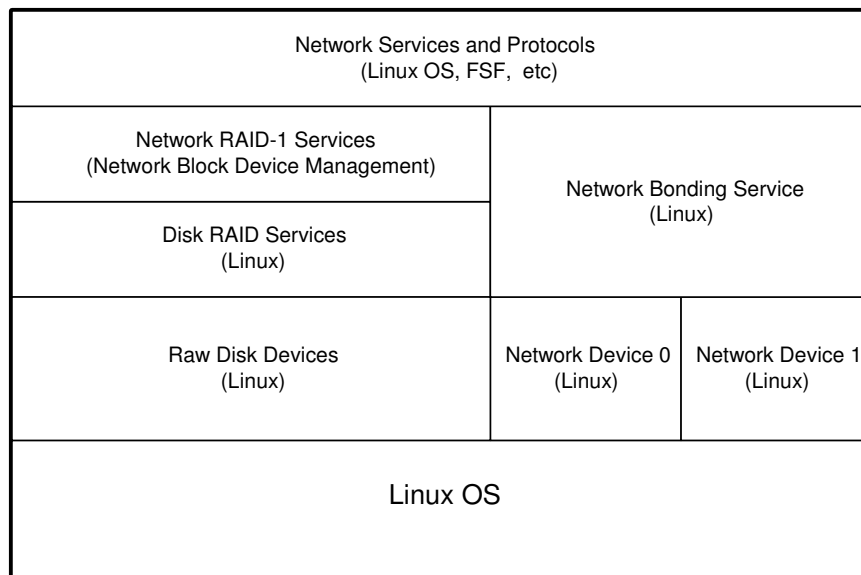 Network Services and Protocols
(Linux OS, FSF, etc)
Network RAID-1 Services
(Network Block Device Management)
Network Bonding Service
(Linux)
Disk RAID Services
(Linux)
Raw Disk Devices
(Linux)
Network Device 0
(Linux)
Network Device 1
(Linux)
Linux OS